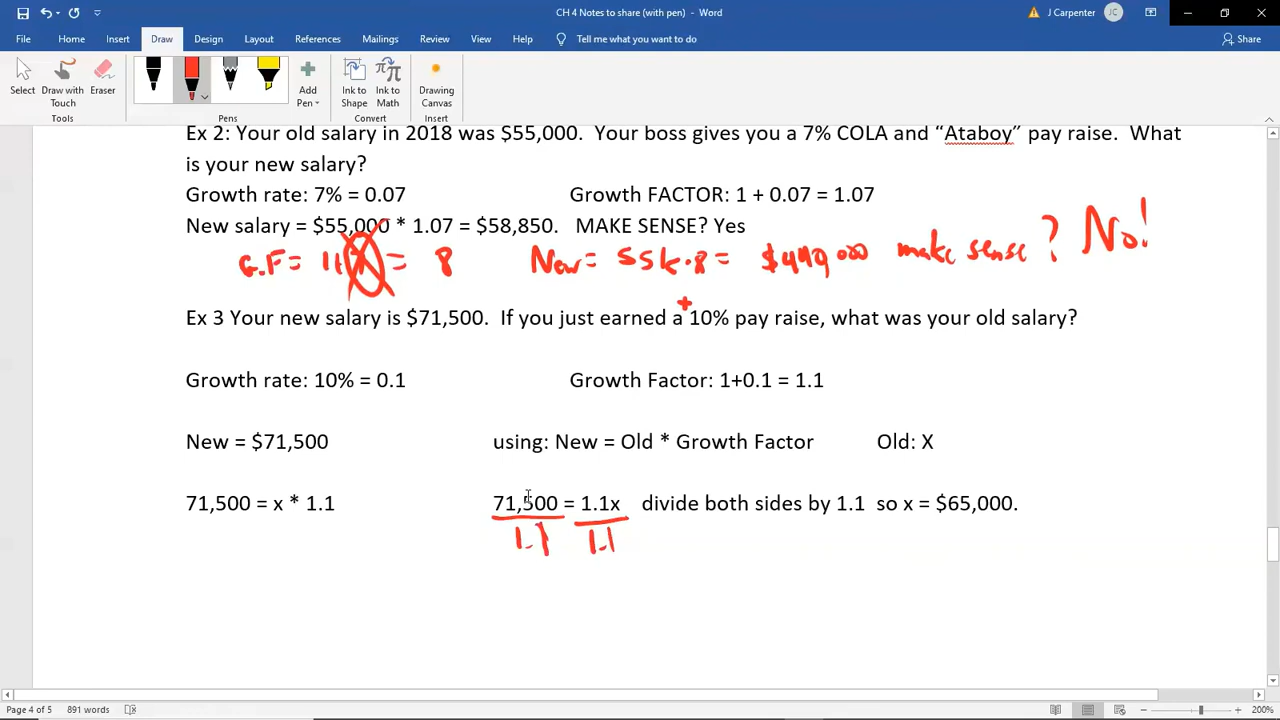 CH 4 Notes to share (with pen) - Word
J Carpenter JC
File Home Insert Draw Design Layout References Mailings Review View Help Tell me what you want to do Share
Select Draw with Touch Eraser Add Pen Ink to Shape Ink to Math Drawing Canvas
Tools Pens Convert Insert
Ex 2: Your old salary in 2018 was $55,000. Your boss gives you a 7% COLA and “Ataboy” pay raise. What
is your new salary?
Growth rate: 7% = 0.07 Growth FACTOR: 1 + 0.07 = 1.07
New salary = $55,000 * 1.07 = $58,850. MAKE SENSE? Yes
G.F = = 8 New = 55k·8 = $440,000 make sense ? No!
Ex 3 Your new salary is $71,500. If you just earned a + 10% pay raise, what was your old salary?
Growth rate: 10% = 0.1 Growth Factor: 1+0.1 = 1.1
New = $71,500 using: New = Old * Growth Factor Old: X
71,500 = x * 1.1 71,500 = 1.1x divide both sides by 1.1 so x = $65,000.
1.1 1.1
Page 4 of 5 891 words 200%